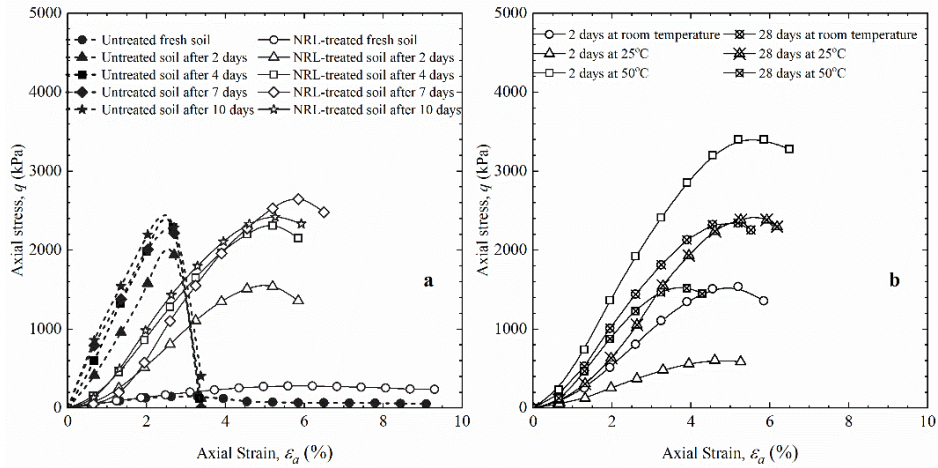 5000
4000
3000
2000
1000
0
Axial stress, q (kPa)
Untreated fresh soil
Untreated soil after 2 days
Untreated soil after 4 days
Untreated soil after 7 days
Untreated soil after 10 days
NRL-treated fresh soil
NRL-treated soil after 2 days
NRL-treated soil after 4 days
NRL-treated soil after 7 days
NRL-treated soil after 10 days
a
0 2 4 6 8 10
Axial Strain, εa (%)
5000
4000
3000
2000
1000
0
Axial stress, q (kPa)
2 days at room temperature
2 days at 25°C
2 days at 50°C
28 days at room temperature
28 days at 25°C
28 days at 50°C
b
0 2 4 6 8 10
Axial Strain, εa (%)